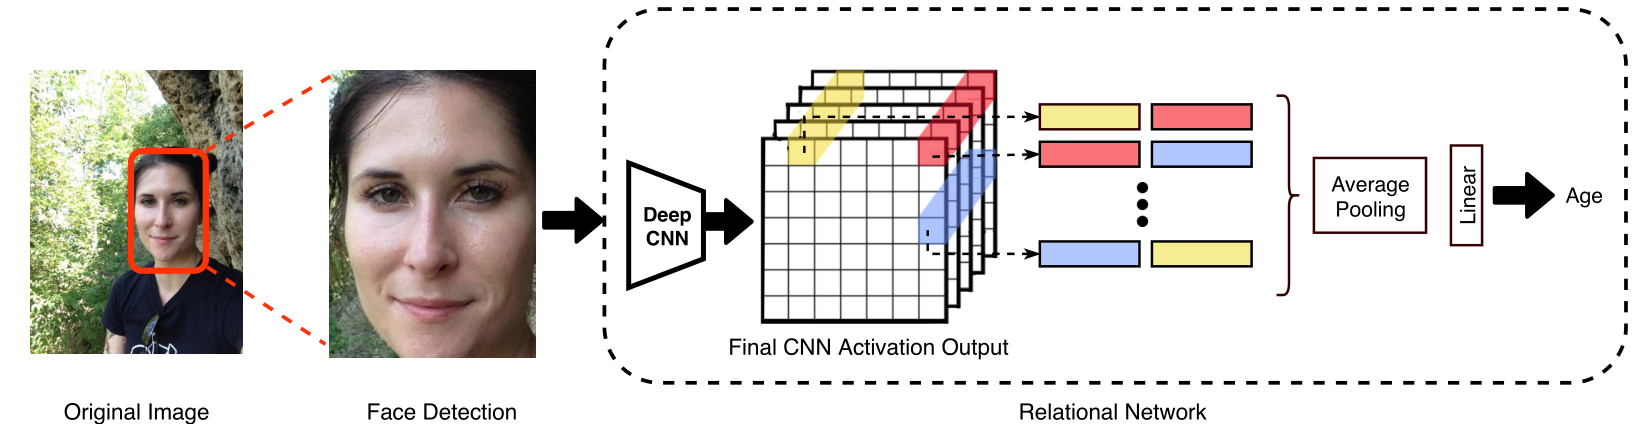 Deep
CNN
Average
Pooling
Linear
Age
Final CNN Activation Output
Original Image
Face Detection
Relational Network